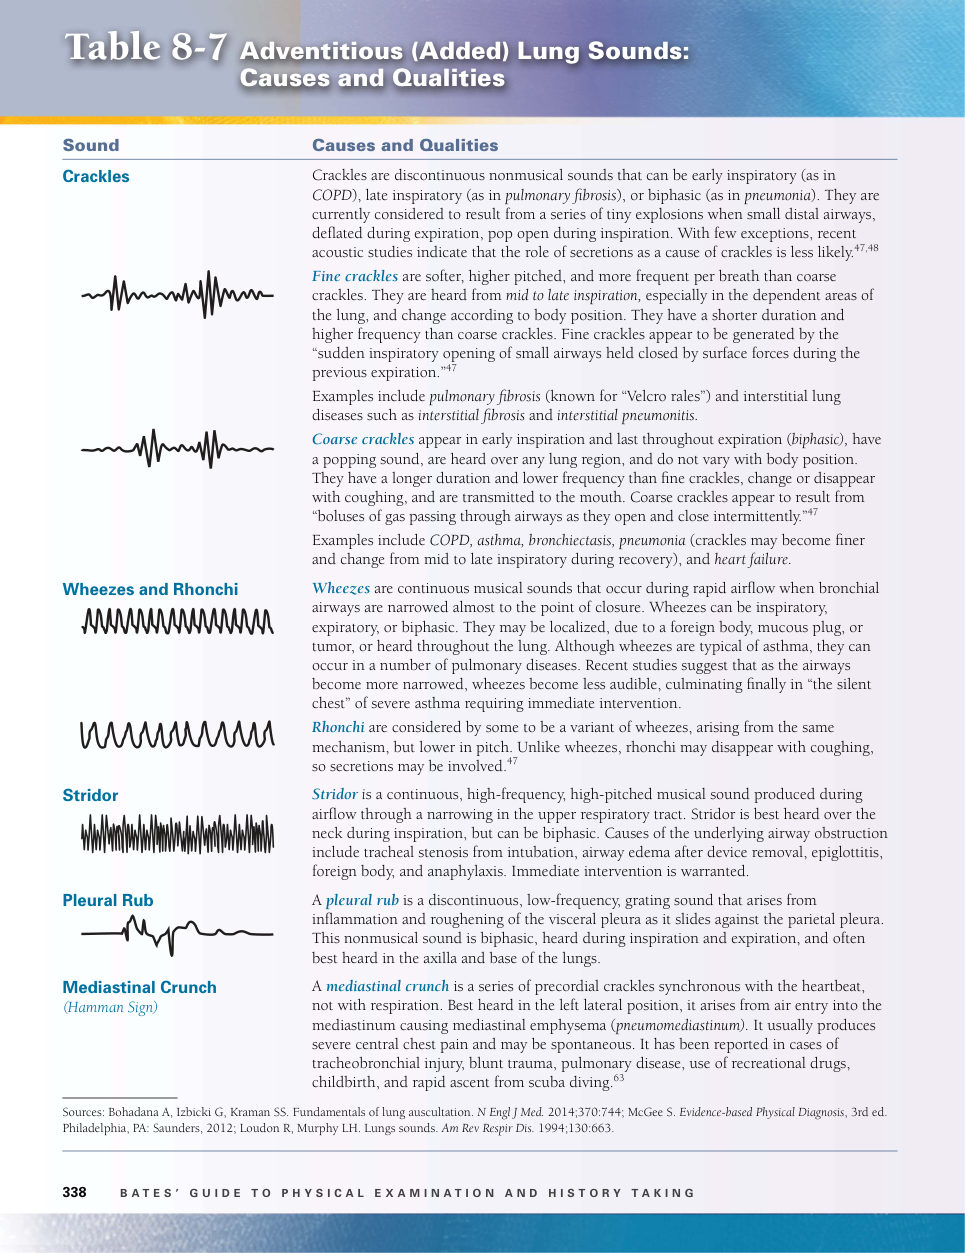 Table 8-7 Adventitious (Added) Lung Sounds:
Causes and Qualities
Sound
Causes and Qualities
Crackles
Crackles are discontinuous nonmusical sounds that can be early inspiratory (as in
COPD), late inspiratory (as in pulmonary fibrosis), or biphasic (as in pneumonia). They are
currently considered to result from a series of tiny explosions when small distal airways,
deflated during expiration, pop open during inspiration. With few exceptions, recent
acoustic studies indicate that the role of secretions as a cause of crackles is less likely.47,48
Fine crackles are softer, higher pitched, and more frequent per breath than coarse
crackles. They are heard from mid to late inspiration, especially in the dependent areas of
the lung, and change according to body position. They have a shorter duration and
higher frequency than coarse crackles. Fine crackles appear to be generated by the
“sudden inspiratory opening of small airways held closed by surface forces during the
previous expiration.”47
Examples include pulmonary fibrosis (known for “Velcro rales”) and interstitial lung
diseases such as interstitial fibrosis and interstitial pneumonitis.
Coarse crackles appear in early inspiration and last throughout expiration (biphasic), have
a popping sound, are heard over any lung region, and do not vary with body position.
They have a longer duration and lower frequency than fine crackles, change or disappear
with coughing, and are transmitted to the mouth. Coarse crackles appear to result from
“boluses of gas passing through airways as they open and close intermittently.”47
Examples include COPD, asthma, bronchiectasis, pneumonia (crackles may become finer
and change from mid to late inspiratory during recovery), and heart failure.
Wheezes and Rhonchi
Wheezes are continuous musical sounds that occur during rapid airflow when bronchial
airways are narrowed almost to the point of closure. Wheezes can be inspiratory,
expiratory, or biphasic. They may be localized, due to a foreign body, mucous plug, or
tumor, or heard throughout the lung. Although wheezes are typical of asthma, they can
occur in a number of pulmonary diseases. Recent studies suggest that as the airways
become more narrowed, wheezes become less audible, culminating finally in “the silent
chest” of severe asthma requiring immediate intervention.
Rhonchi are considered by some to be a variant of wheezes, arising from the same
mechanism, but lower in pitch. Unlike wheezes, rhonchi may disappear with coughing,
so secretions may be involved.47
Stridor
Stridor is a continuous, high-frequency, high-pitched musical sound produced during
airflow through a narrowing in the upper respiratory tract. Stridor is best heard over the
neck during inspiration, but can be biphasic. Causes of the underlying airway obstruction
include tracheal stenosis from intubation, airway edema after device removal, epiglottitis,
foreign body, and anaphylaxis. Immediate intervention is warranted.
Pleural Rub
A pleural rub is a discontinuous, low-frequency, grating sound that arises from
inflammation and roughening of the visceral pleura as it slides against the parietal pleura.
This nonmusical sound is biphasic, heard during inspiration and expiration, and often
best heard in the axilla and base of the lungs.
Mediastinal Crunch
(Hamman Sign)
A mediastinal crunch is a series of precordial crackles synchronous with the heartbeat,
not with respiration. Best heard in the left lateral position, it arises from air entry into the
mediastinum causing mediastinal emphysema (pneumomediastinum). It usually produces
severe central chest pain and may be spontaneous. It has been reported in cases of
tracheobronchial injury, blunt trauma, pulmonary disease, use of recreational drugs,
childbirth, and rapid ascent from scuba diving.63
Sources: Bohadana A, Izbicki G, Kraman SS. Fundamentals of lung auscultation. N Engl J Med. 2014;370:744; McGee S. Evidence-based Physical Diagnosis, 3rd ed.
Philadelphia, PA: Saunders, 2012; Loudon R, Murphy LH. Lungs sounds. Am Rev Respir Dis. 1994;130:663.
338 BATES’ GUIDE TO PHYSICAL EXAMINATION AND HISTORY TAKING